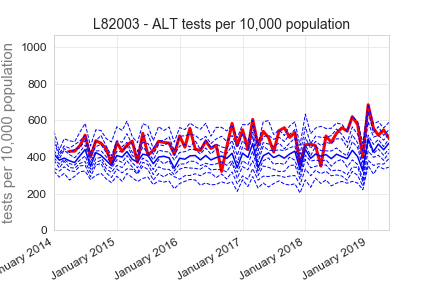 L82003 - ALT tests per 10,000 population
tests per 10,000 population
1000
800
600
400
200
0
nuary 2014
January 2015
January 2016
January 2017
January 2018
January 2019